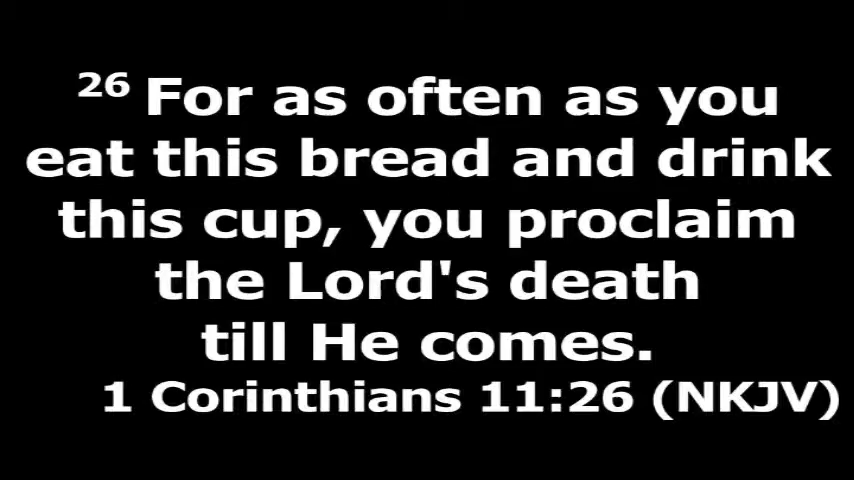 26 For as often as you
eat this bread and drink
this cup, you proclaim
the Lord's death
till He comes.
1 Corinthians 11:26 (NKJV)